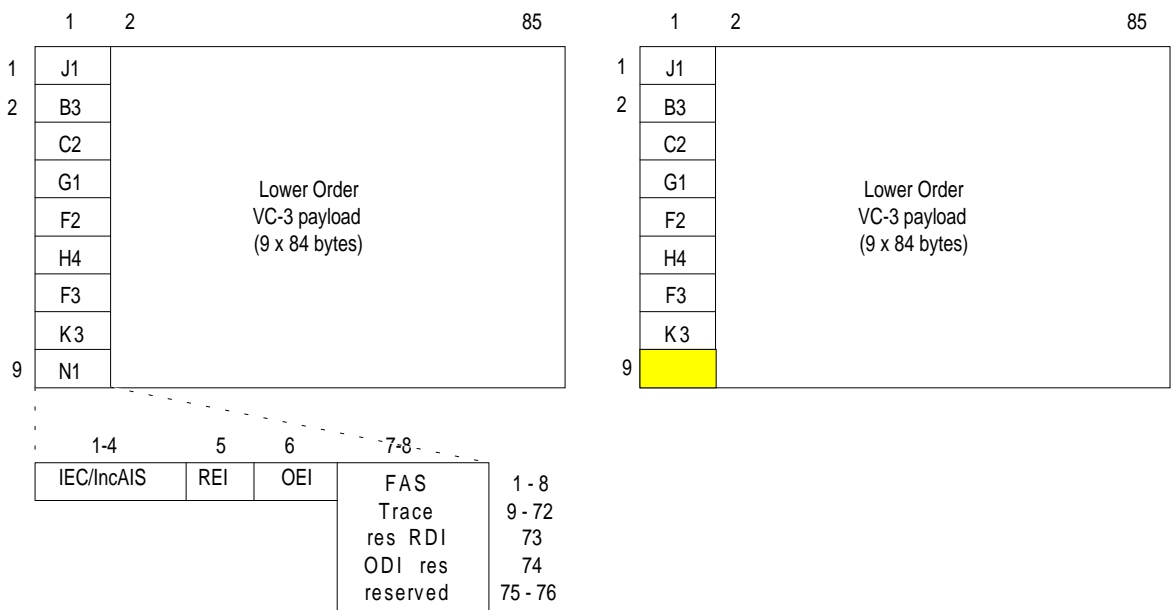 1 2 85
1 J1
2 B3
C2
G1
F2
H4
F3
K3
9 N1
Lower Order
VC-3 payload
(9 x 84 bytes)
1-4 5 6 7-8
IEC/IncAIS REI OEI FAS 1 - 8
Trace 9 - 72
res RDI 73
ODI res 74
reserved 75 - 76
1 2 85
1 J1
2 B3
C2
G1
F2
H4
F3
K3
9
Lower Order
VC-3 payload
(9 x 84 bytes)